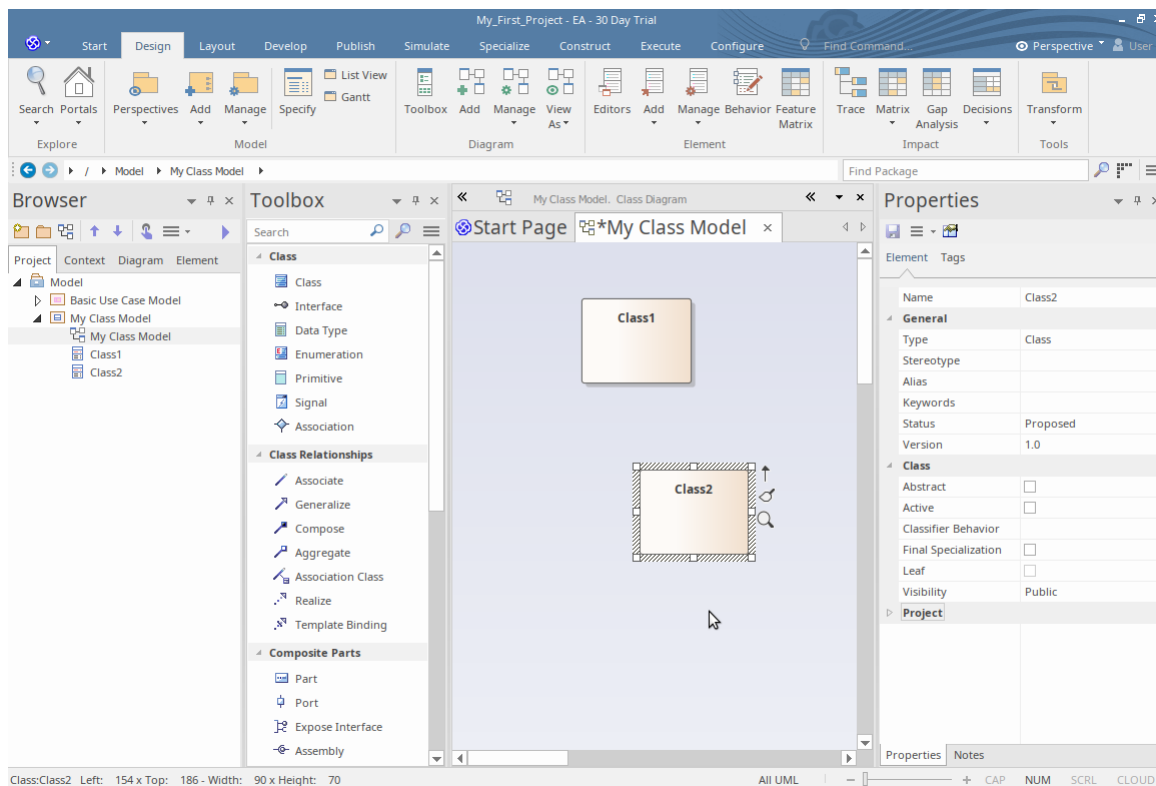 My_First_Project - EA - 30 Day Trial
Start Design Layout Develop Publish Simulate Specialize Construct Execute Configure Find Command... Perspective User
List View
Gantt
Search Portals Perspectives Add Manage Specify Toolbox Add Manage View As Editors Add Manage Behavior Feature Matrix Trace Matrix Gap Analysis Decisions Transform
Explore Model Diagram Element Impact Tools
/ Model My Class Model Find Package
Browser
Project Context Diagram Element
Model
Basic Use Case Model
My Class Model
My Class Model
Class1
Class2
Toolbox
Search
Class
Class
Interface
Data Type
Enumeration
Primitive
Signal
Association
Class Relationships
Associate
Generalize
Compose
Aggregate
Association Class
Realize
Template Binding
Composite Parts
Part
Port
Expose Interface
Assembly
My Class Model. Class Diagram
Start Page *My Class Model
Class1
Class2
Properties
Element Tags
Name Class2
General
Type Class
Stereotype
Alias
Keywords
Status Proposed
Version 1.0
Class
Abstract
Active
Classifier Behavior
Final Specialization
Leaf
Visibility Public
Project
Properties Notes
Class:Class2 Left: 154 x Top: 186 - Width: 90 x Height: 70 All UML CAP NUM SCRL CLOUD